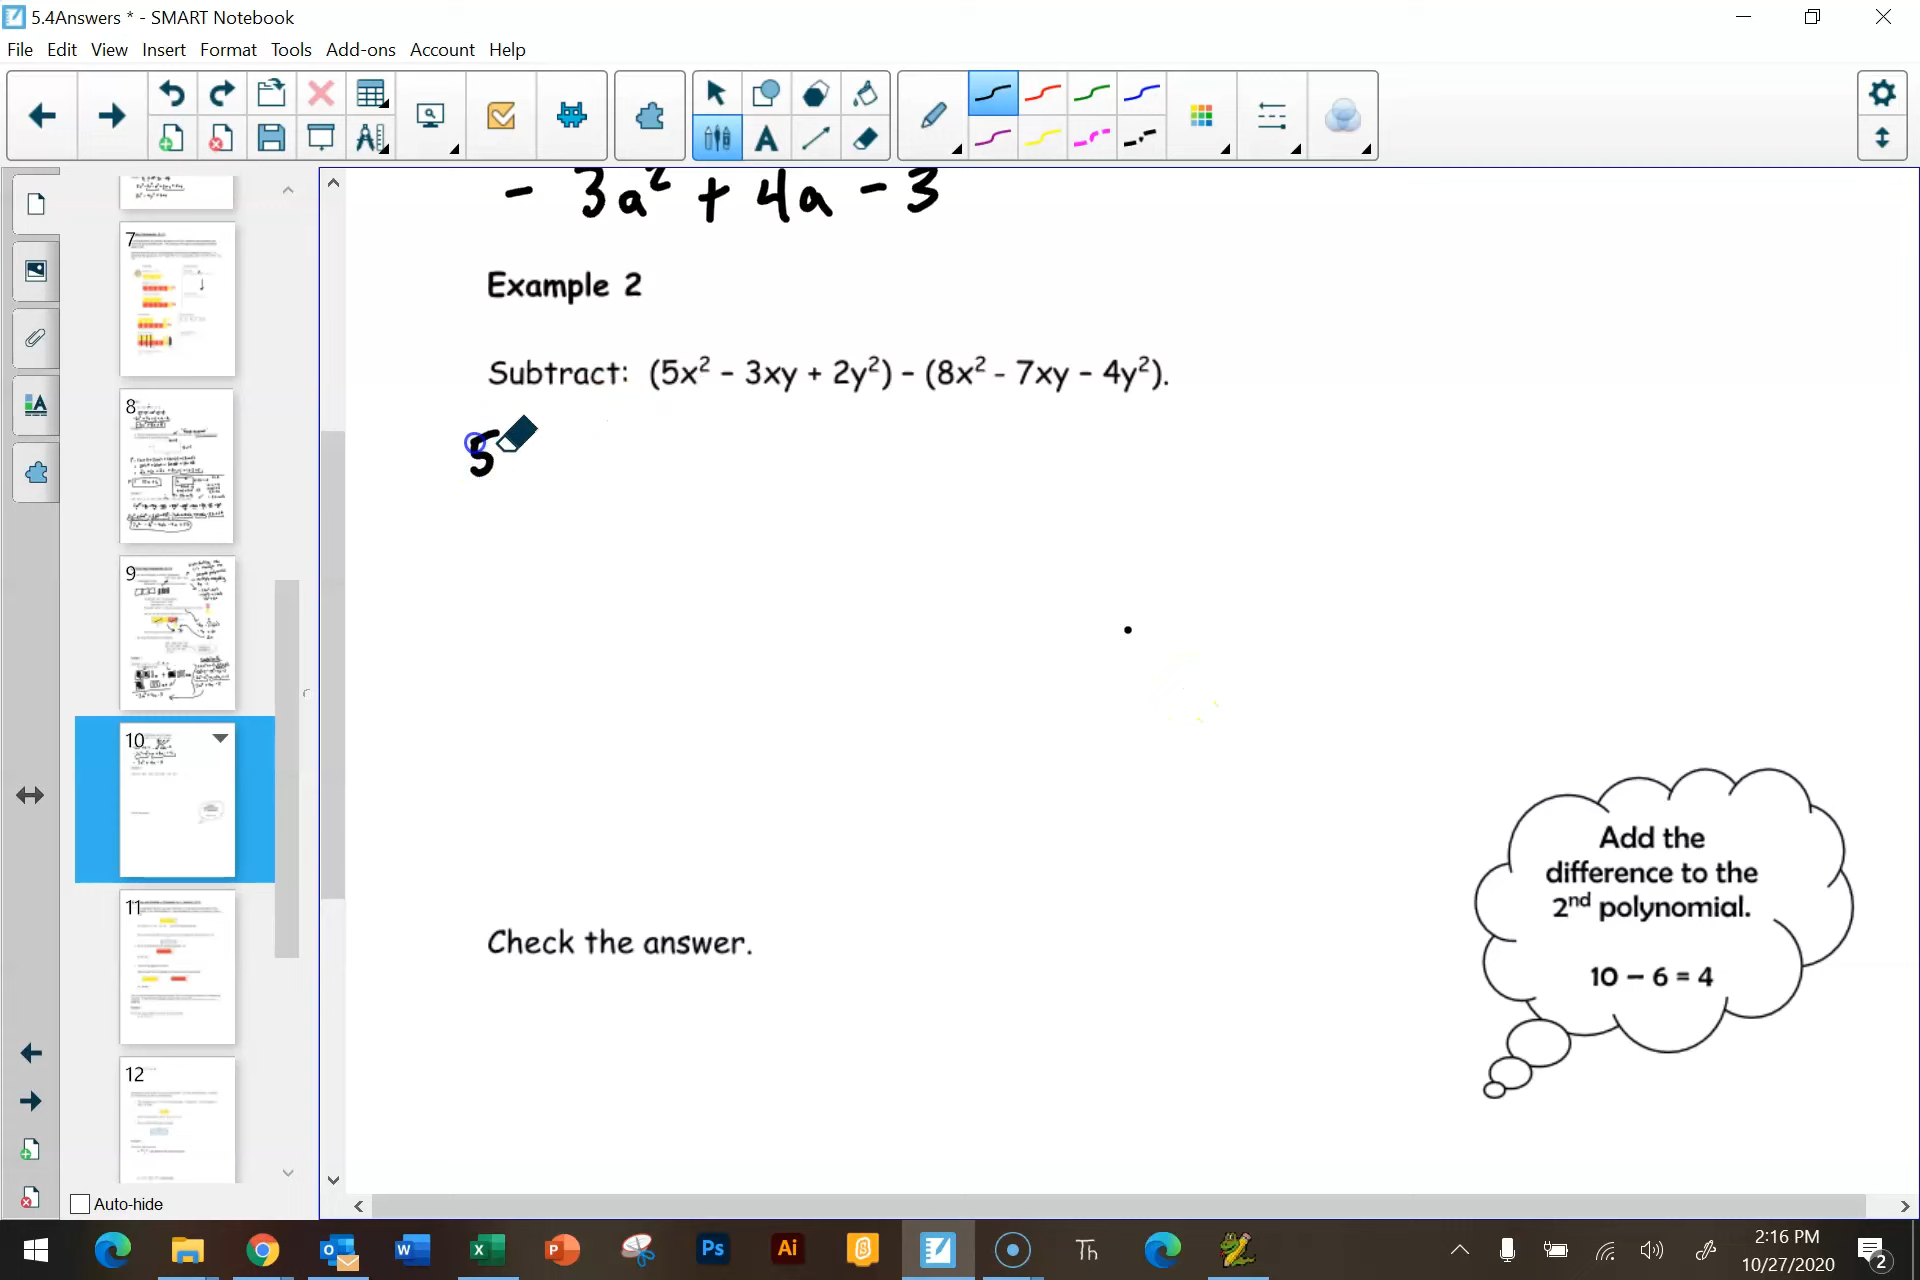 5.4Answers * - SMART Notebook
File Edit View Insert Format Tools Add-ons Account Help
- 3a² + 4a - 3
Example 2
Subtract: (5x² - 3xy + 2y²) - (8x² - 7xy - 4y²).
5
Check the answer.
Add the
difference to the
2nd polynomial.
10 - 6 = 4
7
8
9
10
11
12
Auto-hide
Th
2:16 PM
10/27/2020
2